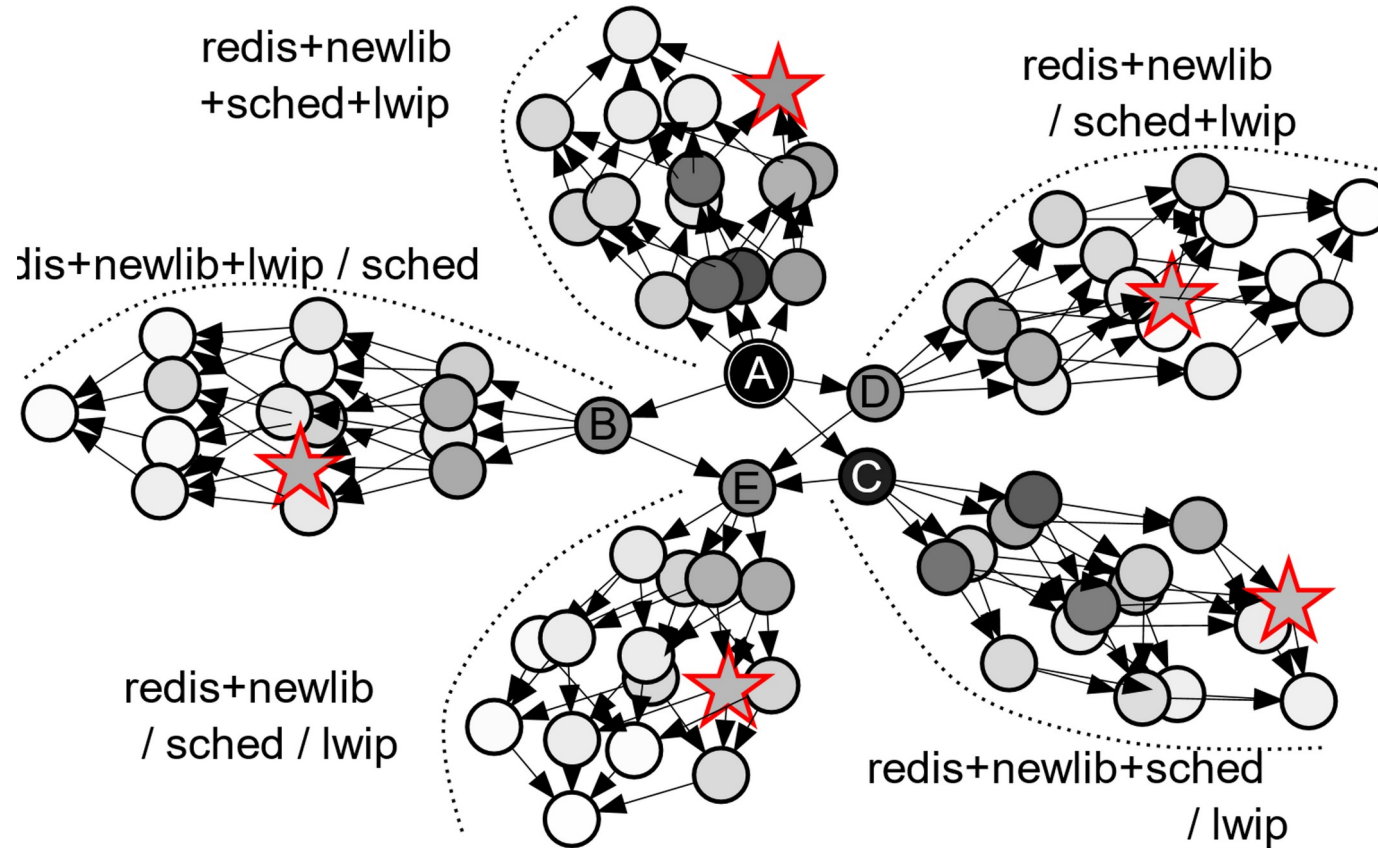 redis+newlib
+sched+lwip
redis+newlib
/ sched+lwip
dis+newlib+lwip / sched
A
D
B
C
E
redis+newlib
/ sched / lwip
redis+newlib+sched
/ lwip